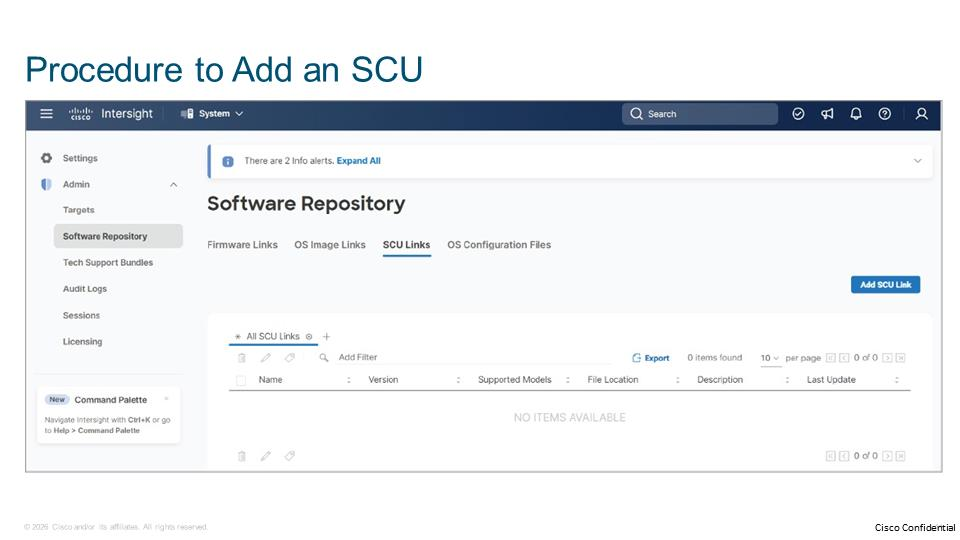 Procedure to Add an SCU
cisco Intersight System Search
Settings
Admin
Targets
Software Repository
Tech Support Bundles
Audit Logs
Sessions
Licensing
New Command Palette
Navigate Intersight with Ctrl+K or go
to Help > Command Palette
There are 2 Info alerts. Expand All
Software Repository
Firmware Links OS Image Links SCU Links OS Configuration Files
Add SCU Link
All SCU Links
Add Filter Export 0 items found 10 per page 0 of 0
Name Version Supported Models File Location Description Last Update
NO ITEMS AVAILABLE
0 of 0
© 2026 Cisco and/or its affiliates. All rights reserved.
Cisco Confidential